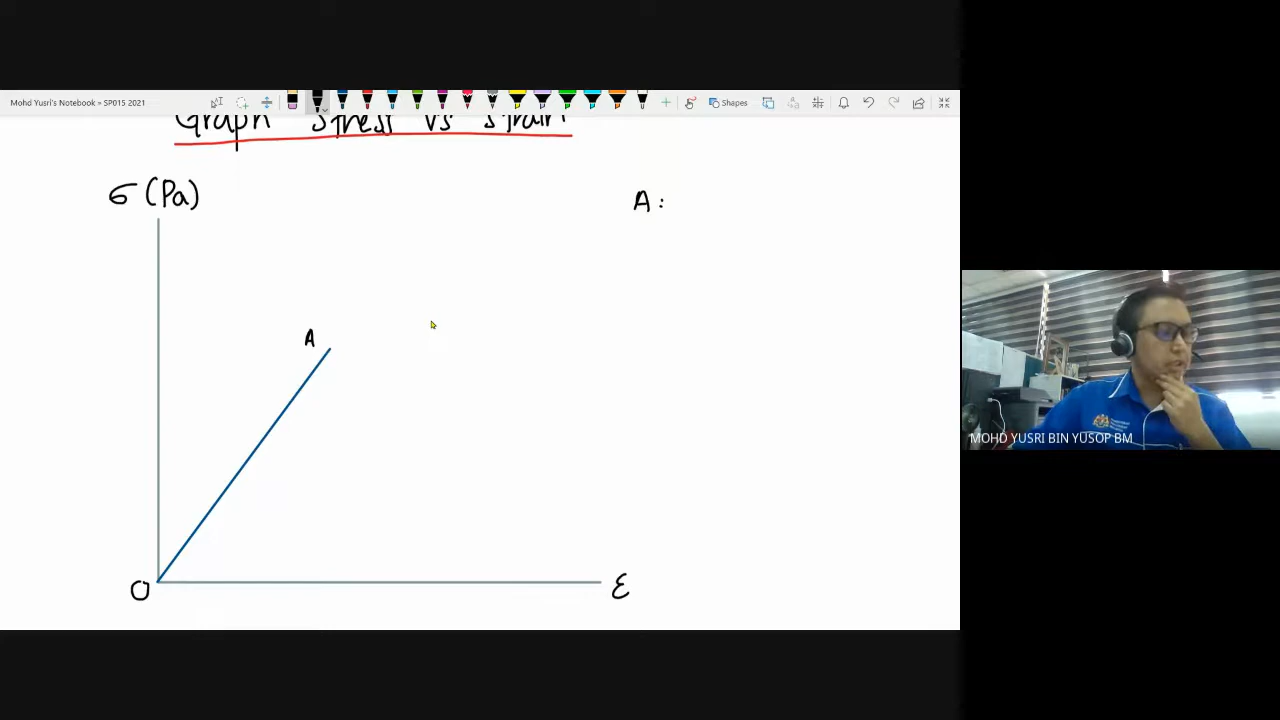 Mohd Yusri's Notebook » SP015 2021
Shapes
Graph Stress vs Strain
σ (Pa)
A :
A
MOHD YUSRI BIN YUSOP BM
O
ε